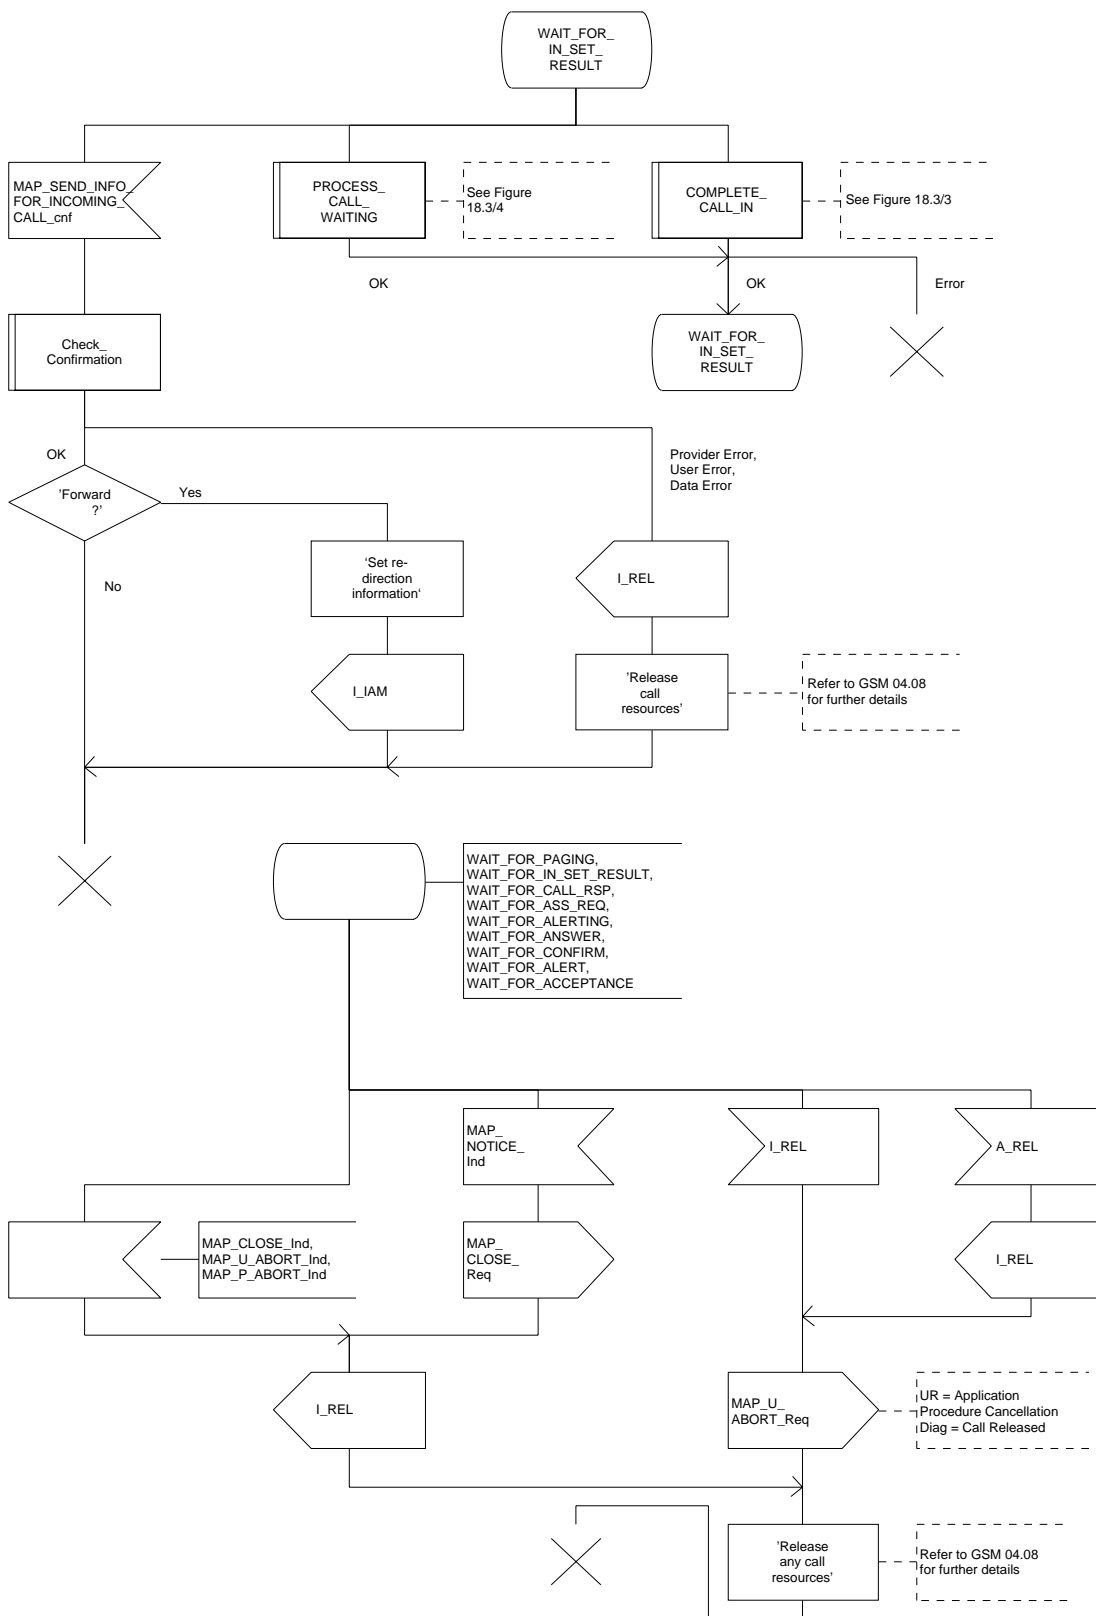 WAIT_FOR_
IN_SET_
RESULT
MAP_SEND_INFO_
FOR_INCOMING_
CALL_cnf
PROCESS_
CALL_
WAITING
See Figure
18.3/4
COMPLETE_
CALL_IN
See Figure 18.3/3
OK
OK
Error
WAIT_FOR_
IN_SET_
RESULT
Check_
Confirmation
OK
Provider Error,
User Error,
Data Error
'Forward
?'
Yes
No
‘Set re-
direction
information‘
I_REL
I_IAM
'Release
call
resources'
Refer to GSM 04.08
for further details
WAIT_FOR_PAGING,
WAIT_FOR_IN_SET_RESULT,
WAIT_FOR_CALL_RSP,
WAIT_FOR_ASS_REQ,
WAIT_FOR_ALERTING,
WAIT_FOR_ANSWER,
WAIT_FOR_CONFIRM,
WAIT_FOR_ALERT,
WAIT_FOR_ACCEPTANCE
MAP_
NOTICE_
Ind
I_REL
A_REL
MAP_CLOSE_Ind,
MAP_U_ABORT_Ind,
MAP_P_ABORT_Ind
MAP_
CLOSE_
Req
I_REL
I_REL
MAP_U_
ABORT_Req
UR = Application
Procedure Cancellation
Diag = Call Released
'Release
any call
resources'
Refer to GSM 04.08
for further details